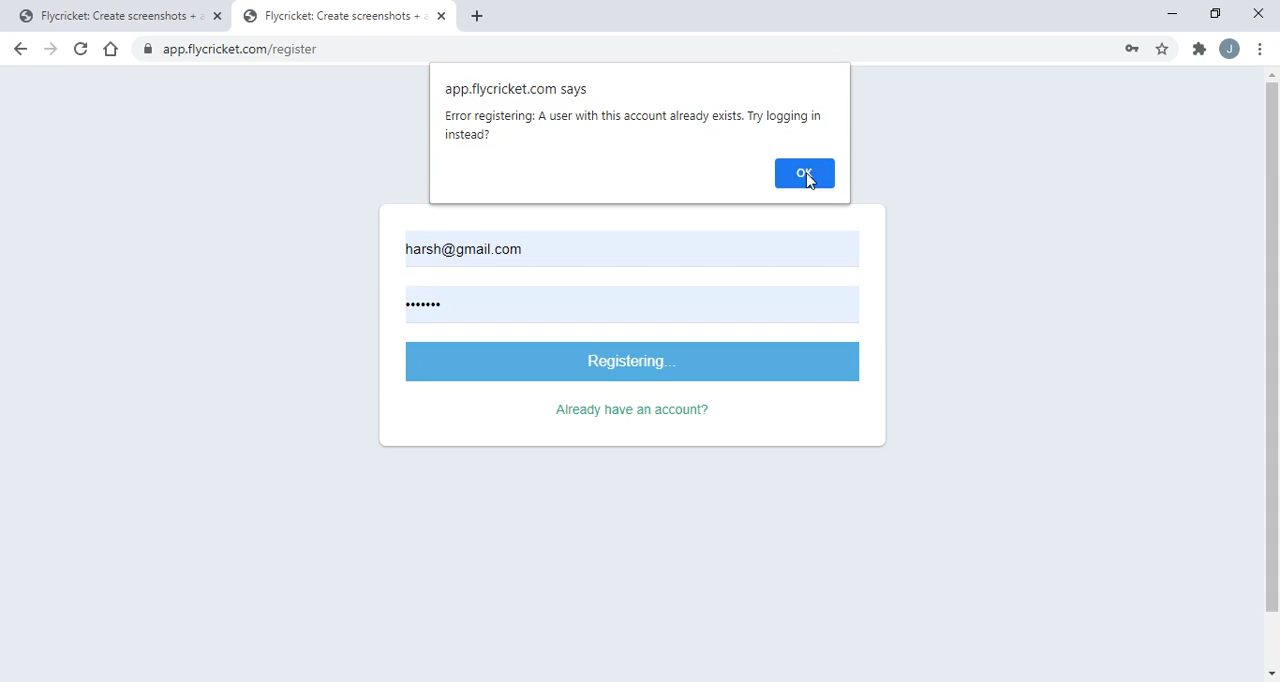 Flycricket: Create screenshots +
Flycricket: Create screenshots +
app.flycricket.com/register
J
app.flycricket.com says
Error registering: A user with this account already exists. Try logging in
instead?
OK
harsh@gmail.com
•••••••
Registering...
Already have an account?